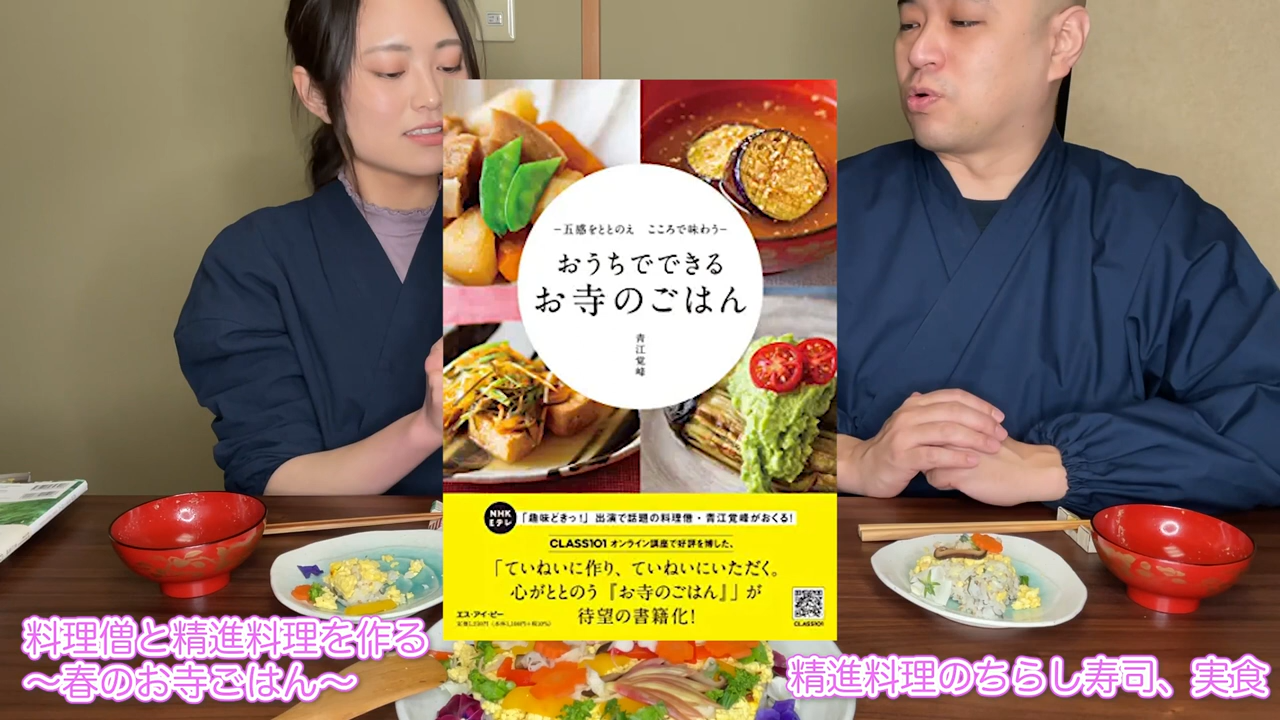 −五感をととのえ こころで味わう−
おうちでできる
お寺のごはん
青江覚峰
NHK
Eテレ
「趣味どきっ!」出演で話題の料理僧・青江覚峰がおくる!
CLASS101 オンライン講座で好評を博した、
「ていねいに作り、ていねいにいただく。
心がととのう『お寺のごはん』」が
待望の書籍化!
エス・アイ・ピー
CLASS101
料理僧と精進料理を作る
〜春のお寺ごはん〜
精進料理のちらし寿司、実食